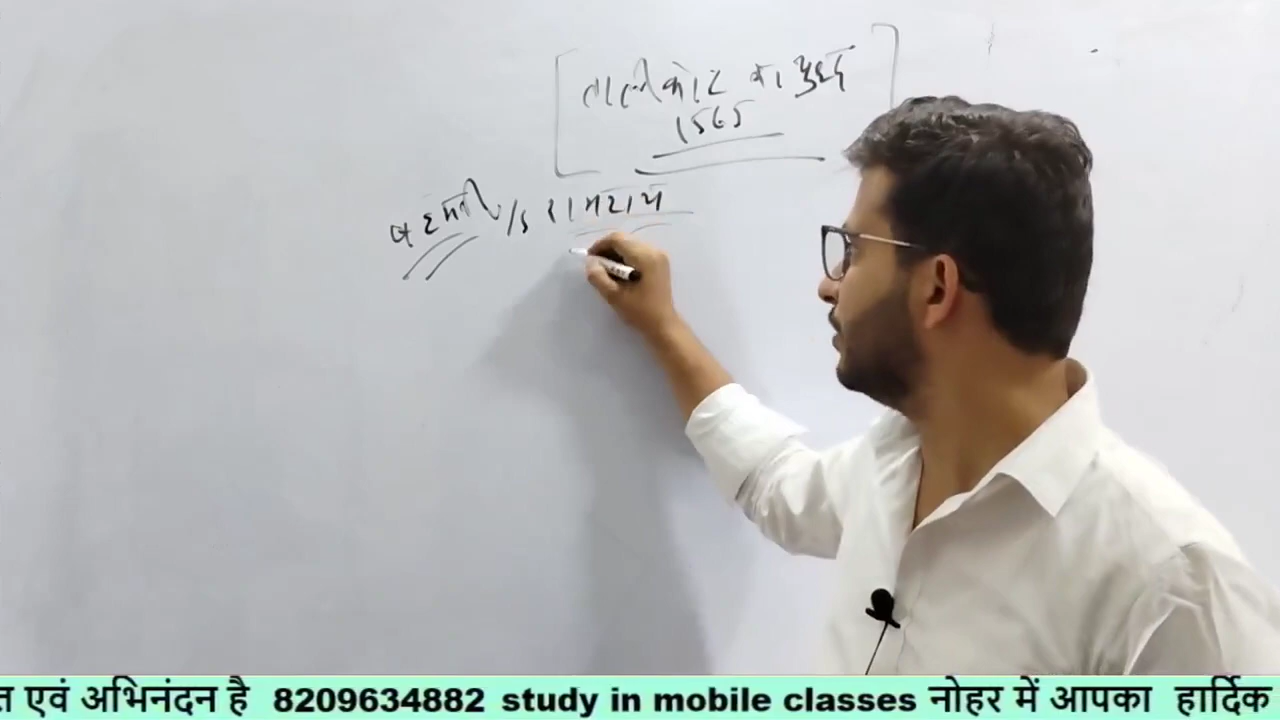 तालीकोट का युद्ध
1565
बहमनी / s रामराय
त एवं अभिनंदन है 8209634882 study in mobile classes नोहर में आपका हार्दिक